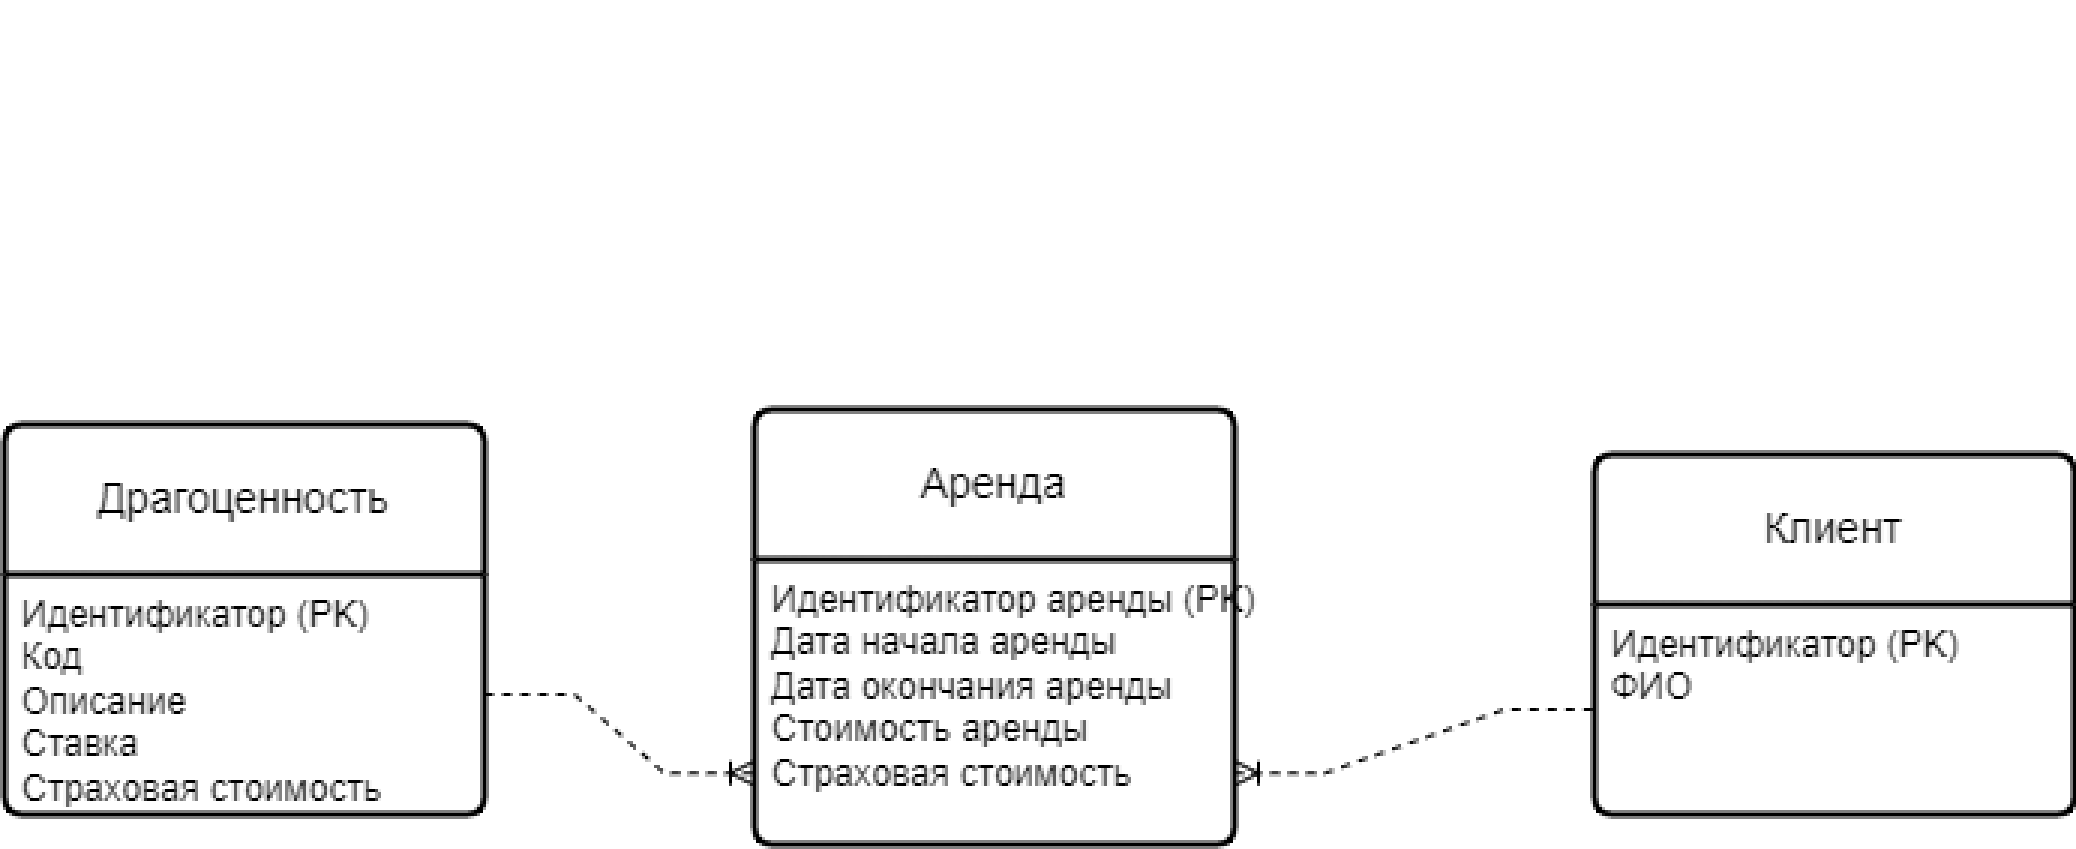 Драгоценность
Идентификатор (PK)
Код
Описание
Ставка
Страховая стоимость
Аренда
Идентификатор аренды (PK)
Дата начала аренды
Дата окончания аренды
Стоимость аренды
Страховая стоимость
Клиент
Идентификатор (PK)
ФИО